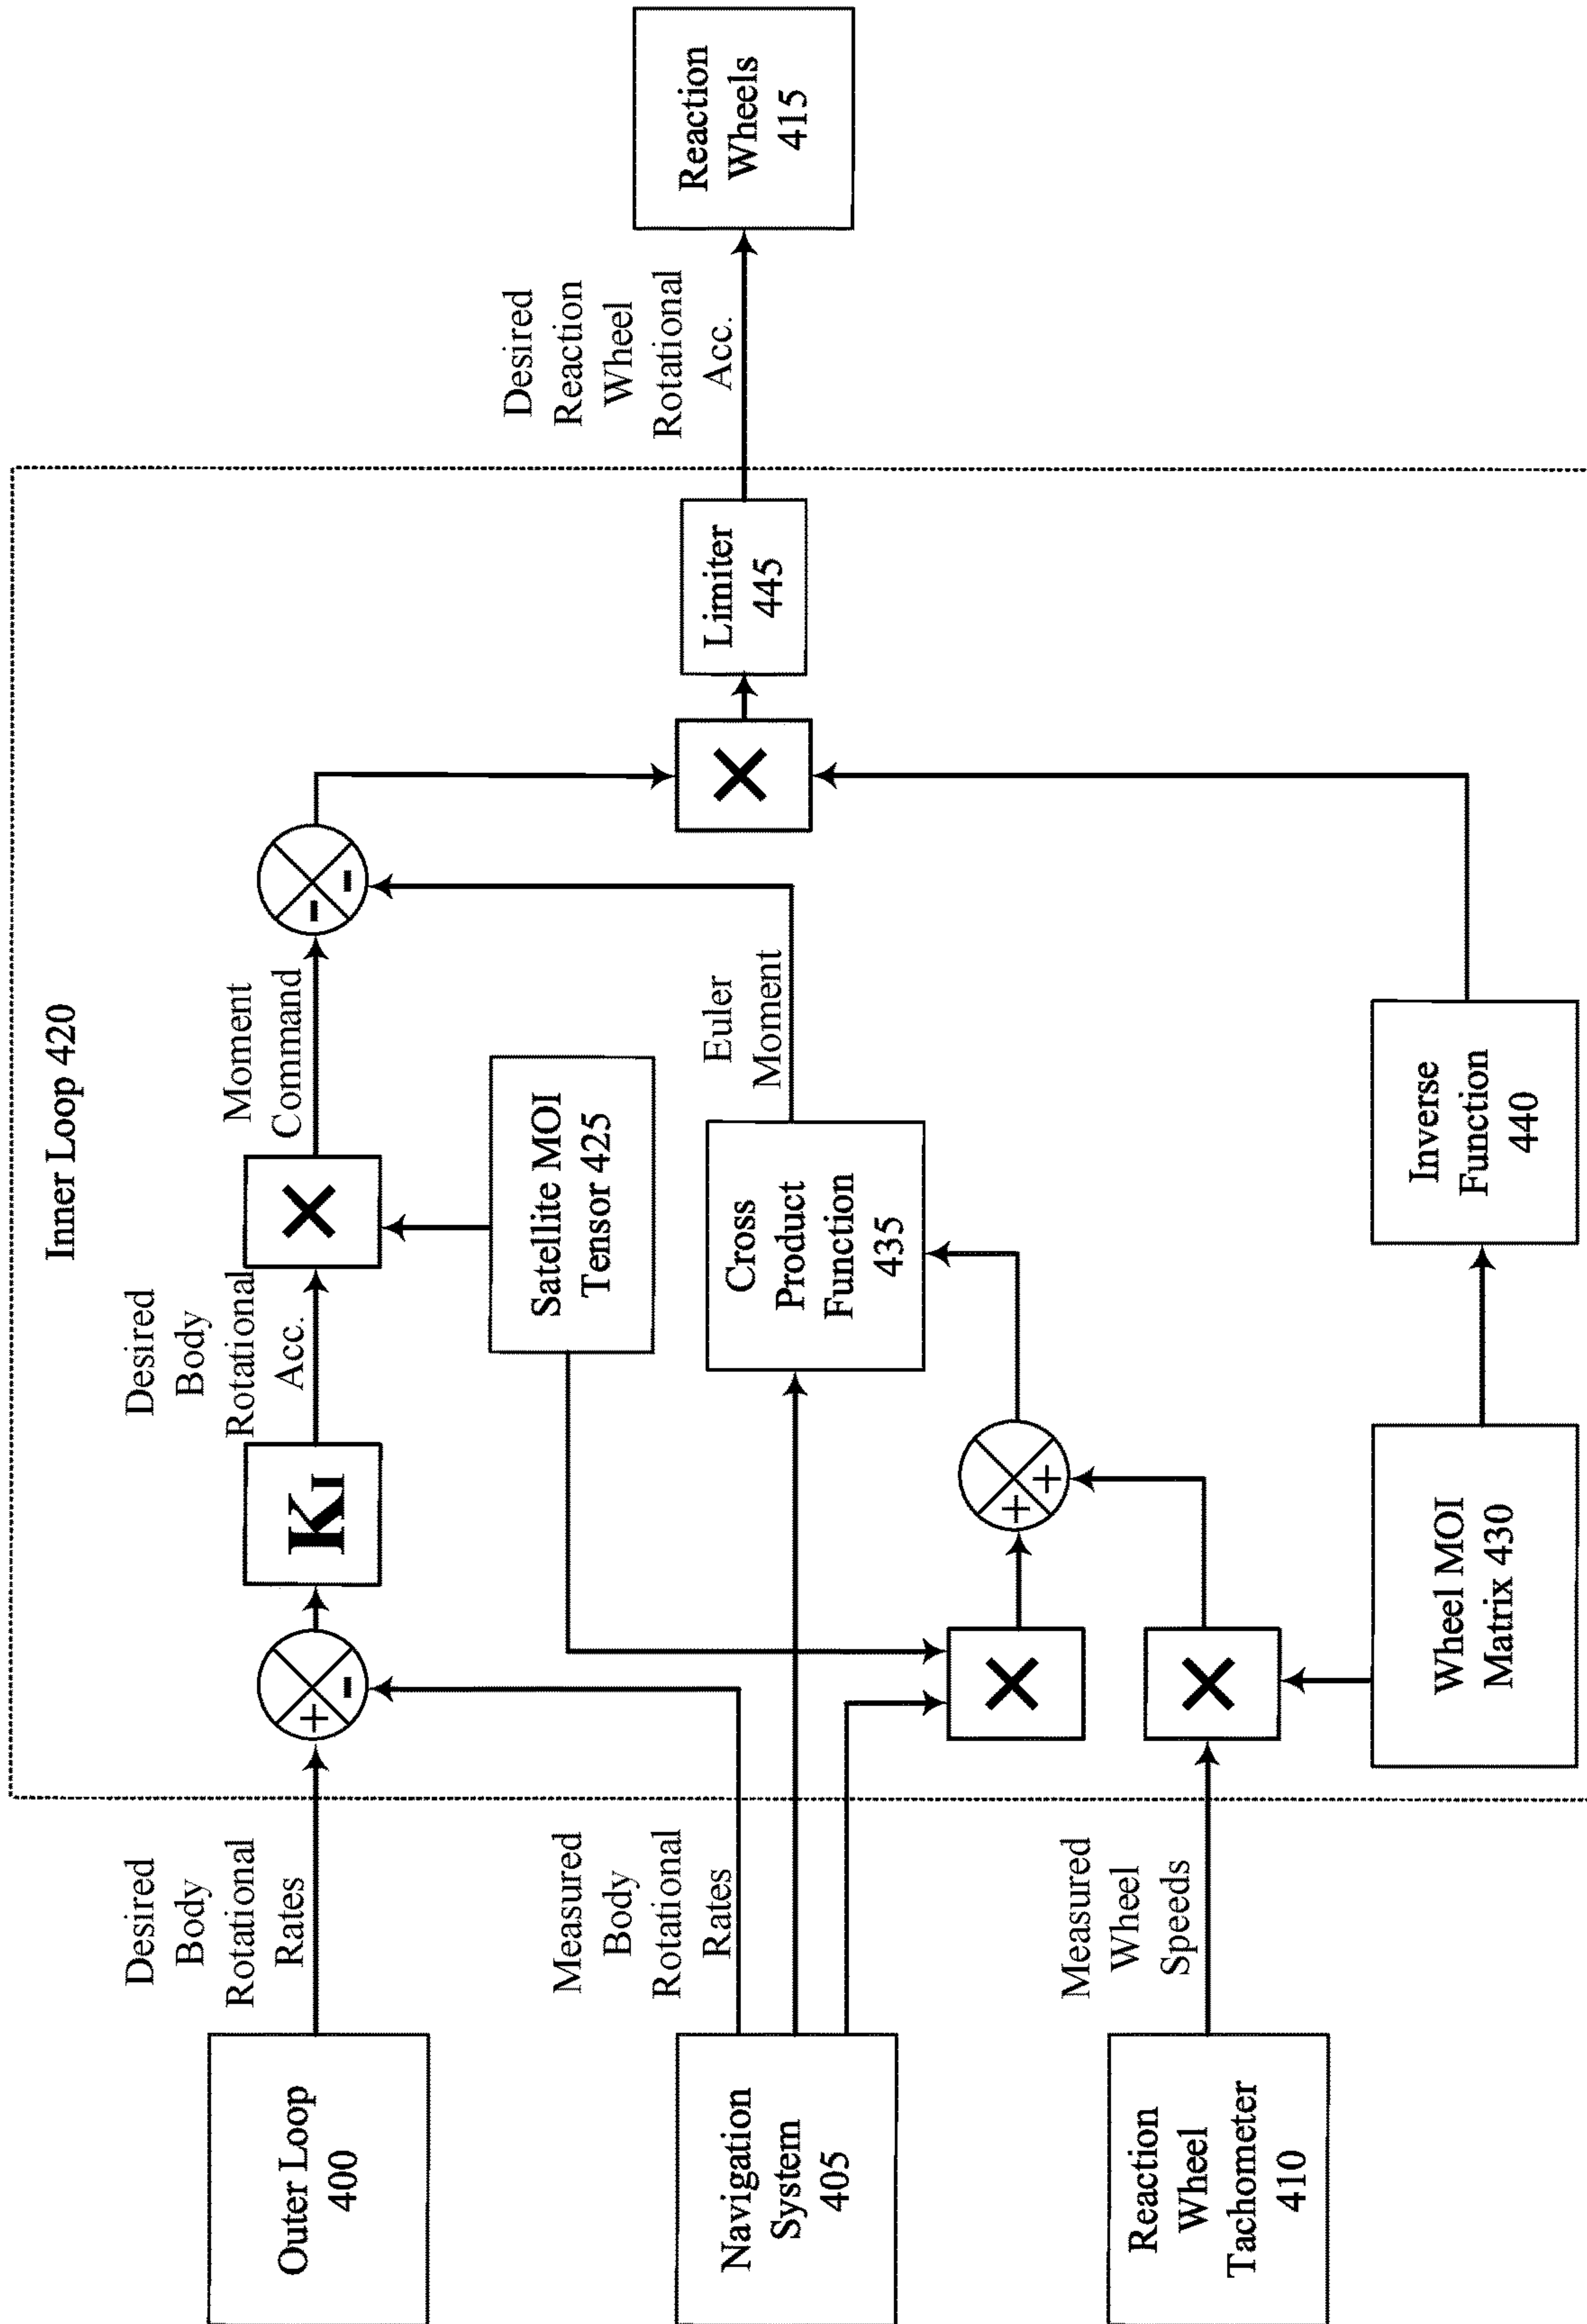 Inner Loop 420
Outer Loop
400
Desired
Body
Rotational
Rates
+
-
KI
Desired
Body
Rotational
Acc.
×
Moment
Command
-
-
Satellite MOI
Tensor 425
Navigation
System
405
Measured
Body
Rotational
Rates
Cross
Product
Function
435
Euler
Moment
×
+
+
×
Limiter
445
Desired
Reaction
Wheel
Rotational
Acc.
Reaction
Wheels
415
Reaction
Wheel
Tachometer
410
Measured
Wheel
Speeds
×
Wheel MOI
Matrix 430
Inverse
Function
440